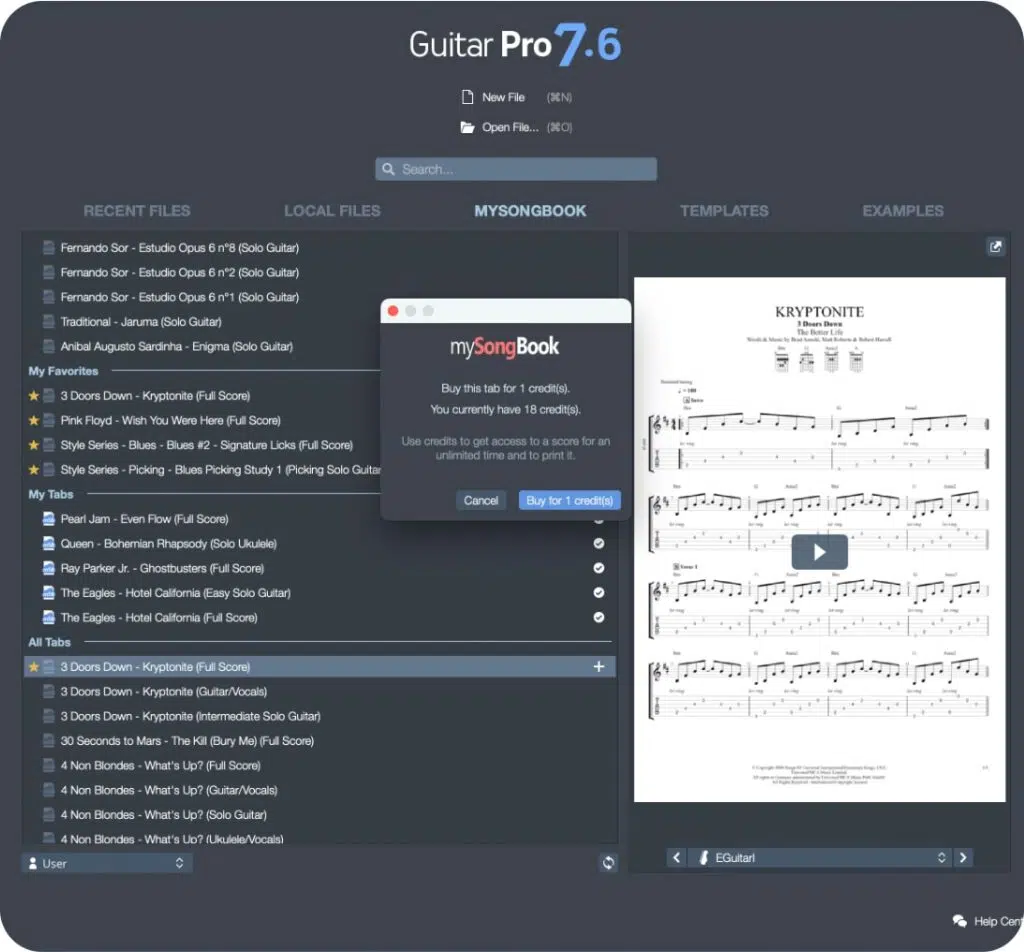 Guitar Pro 7.6
New File (⌘N)
Open File... (⌘O)
Search...
RECENT FILES
LOCAL FILES
MYSONGBOOK
TEMPLATES
EXAMPLES
Fernando Sor - Estudio Opus 6 n°8 (Solo Guitar)
Fernando Sor - Estudio Opus 6 n°2 (Solo Guitar)
Fernando Sor - Estudio Opus 6 n°1 (Solo Guitar)
Traditional - Jaruma (Solo Guitar)
Anibal Augusto Sardinha - Enigma (Solo Guitar)
My Favorites
3 Doors Down - Kryptonite (Full Score)
Pink Floyd - Wish You Were Here (Full Score)
Style Series - Blues - Blues #2 - Signature Licks (Full Score)
Style Series - Picking - Blues Picking Study 1 (Picking Solo Guitar
My Tabs
Pearl Jam - Even Flow (Full Score)
Queen - Bohemian Rhapsody (Solo Ukulele)
Ray Parker Jr. - Ghostbusters (Full Score)
The Eagles - Hotel California (Easy Solo Guitar)
The Eagles - Hotel California (Full Score)
All Tabs
3 Doors Down - Kryptonite (Full Score)
3 Doors Down - Kryptonite (Guitar/Vocals)
3 Doors Down - Kryptonite (Intermediate Solo Guitar)
30 Seconds to Mars - The Kill (Bury Me) (Full Score)
4 Non Blondes - What's Up? (Full Score)
4 Non Blondes - What's Up? (Guitar/Vocals)
4 Non Blondes - What's Up? (Solo Guitar)
4 Non Blondes - What's Up? (Ukulele/Vocals)
User
mySongBook
Buy this tab for 1 credit(s).
You currently have 18 credit(s).
Use credits to get access to a score for an
unlimited time and to print it.
Cancel
Buy for 1 credit(s)
KRYPTONITE
3 Doors Down
The Better Life
Words & Music by Brad Arnold, Matt Roberts & Robert Harrell
Intro
Verse 1
EGuitarI
Help Cent